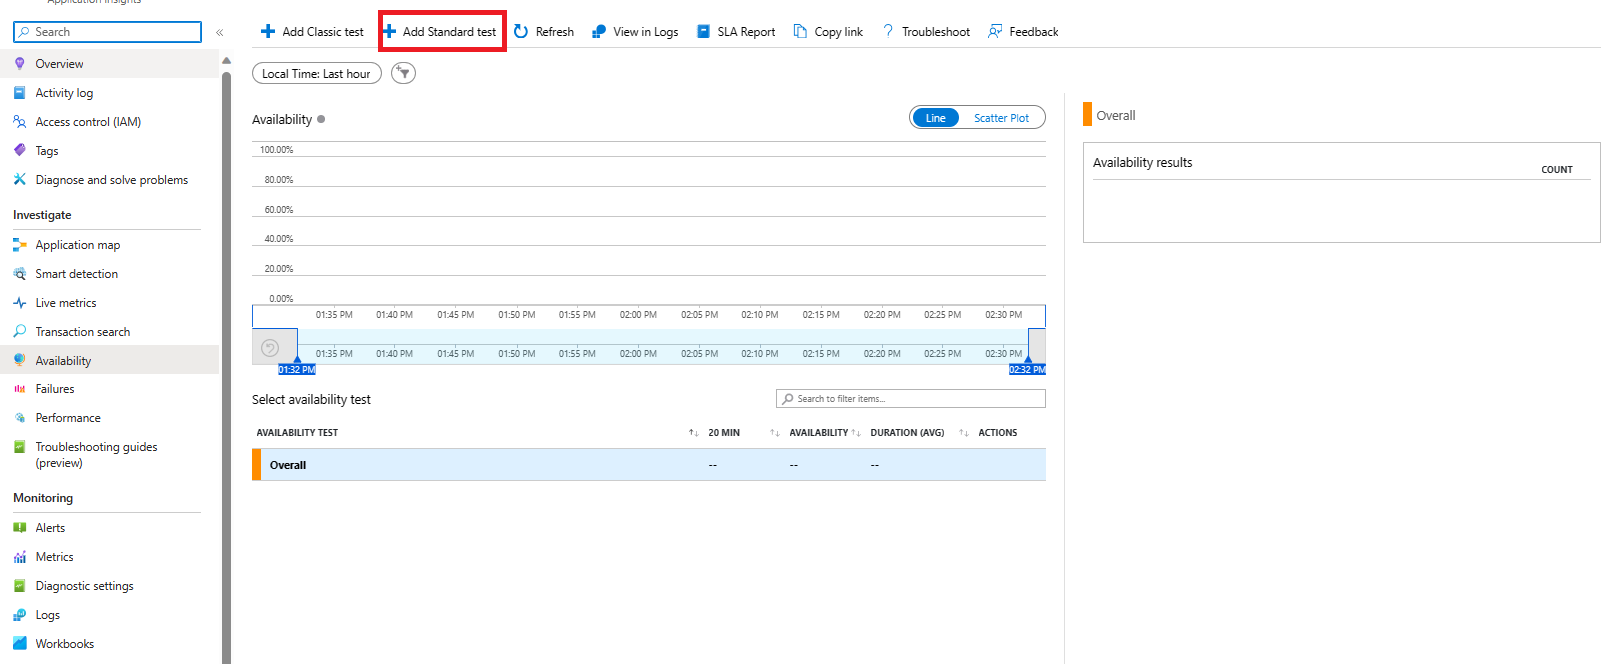 Application Insights
Search
«
Overview
Activity log
Access control (IAM)
Tags
Diagnose and solve problems
Investigate
Application map
Smart detection
Live metrics
Transaction search
Availability
Failures
Performance
Troubleshooting guides
(preview)
Monitoring
Alerts
Metrics
Diagnostic settings
Logs
Workbooks
Add Classic test Add Standard test Refresh View in Logs SLA Report Copy link Troubleshoot Feedback
Local Time: Last hour
Availability
Line Scatter Plot
100.00%
80.00%
60.00%
40.00%
20.00%
0.00%
01:35 PM 01:40 PM 01:45 PM 01:50 PM 01:55 PM 02:00 PM 02:05 PM 02:10 PM 02:15 PM 02:20 PM 02:25 PM 02:30 PM
01:35 PM 01:40 PM 01:45 PM 01:50 PM 01:55 PM 02:00 PM 02:05 PM 02:10 PM 02:15 PM 02:20 PM 02:25 PM 02:30 PM
01:32 PM 02:32 PM
Select availability test
Search to filter items...
AVAILABILITY TEST 20 MIN AVAILABILITY DURATION (AVG) ACTIONS
Overall -- -- --
Overall
Availability results
COUNT